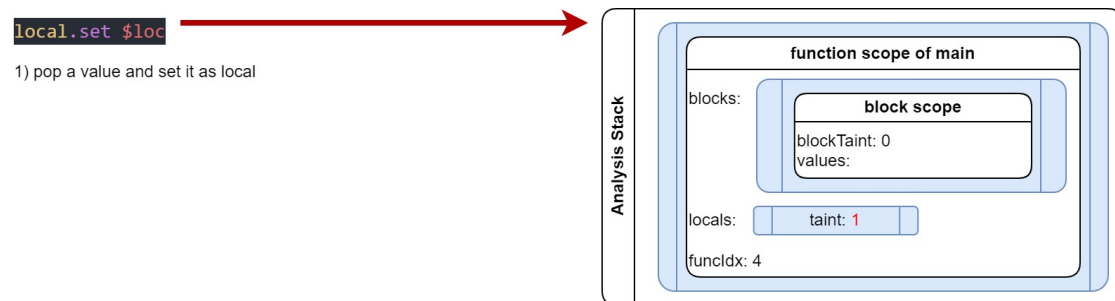 local.set $loc
1) pop a value and set it as local
Analysis Stack
function scope of main
blocks:
block scope
blockTaint: 0
values:
locals:
taint: 1
funcIdx: 4